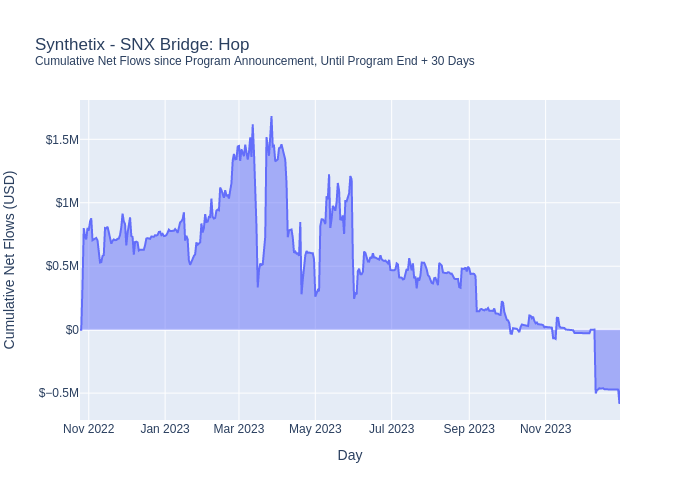 Synthetix - SNX Bridge: Hop
Cumulative Net Flows since Program Announcement, Until Program End + 30 Days
Cumulative Net Flows (USD)
$1.5M
$1M
$0.5M
$0
$−0.5M
Nov 2022
Jan 2023
Mar 2023
May 2023
Jul 2023
Sep 2023
Nov 2023
Day